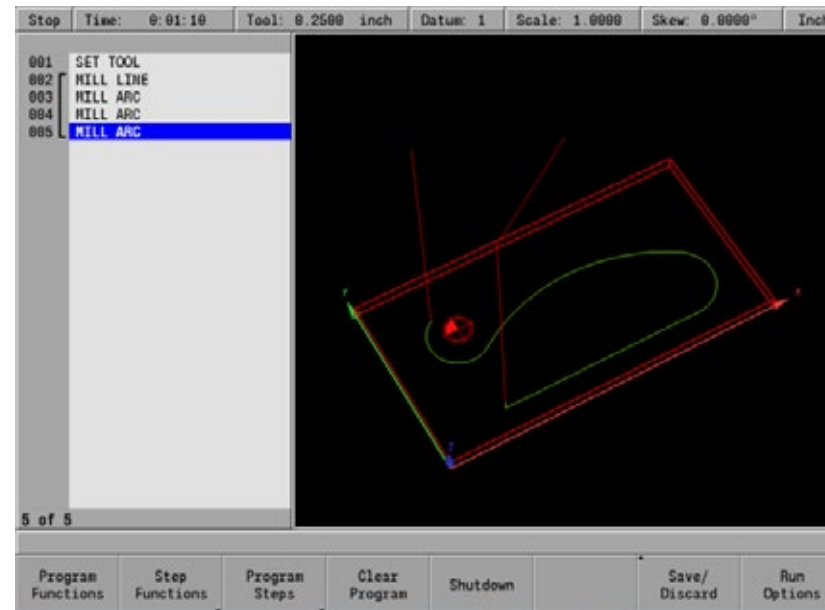 Stop Time: 0:01:10 Tool: 0.2500 inch Datum: 1 Scale: 1.0000 Skew: 0.0000° Inch
001 SET TOOL
002 MILL LINE
003 MILL ARC
004 MILL ARC
005 MILL ARC
Y
X
Z
5 of 5
Program Functions
Step Functions
Program Steps
Clear Program
Shutdown
Save/ Discard
Run Options